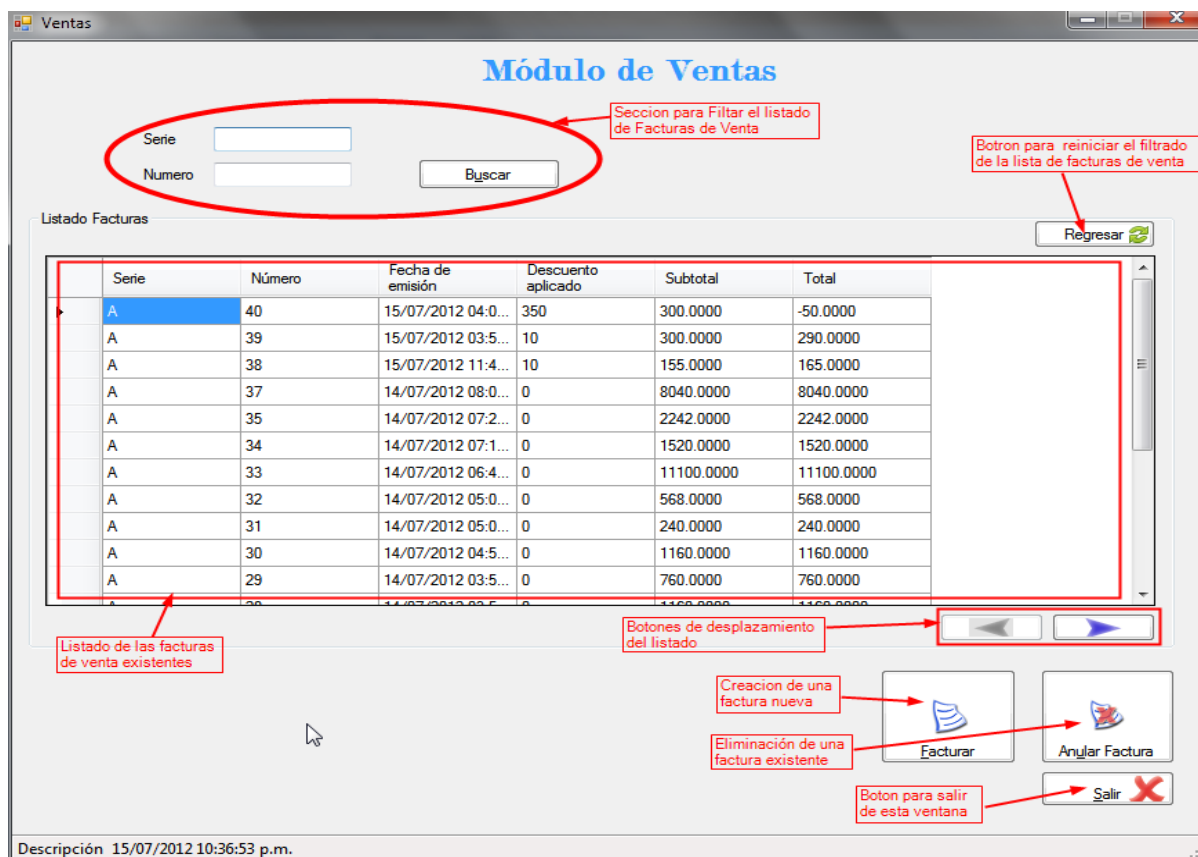 Ventas
Módulo de Ventas
Seccion para Filtar el listado
de Facturas de Venta
Serie
Botron para reiniciar el filtrado
de la lista de facturas de venta
Numero
Buscar
Listado Facturas
Regresar
Serie Número Fecha de emisión Descuento aplicado Subtotal Total
A 40 15/07/2012 04:0... 350 300.0000 -50.0000
A 39 15/07/2012 03:5... 10 300.0000 290.0000
A 38 15/07/2012 11:4... 10 155.0000 165.0000
A 37 14/07/2012 08:0... 0 8040.0000 8040.0000
A 35 14/07/2012 07:2... 0 2242.0000 2242.0000
A 34 14/07/2012 07:1... 0 1520.0000 1520.0000
A 33 14/07/2012 06:4... 0 11100.0000 11100.0000
A 32 14/07/2012 05:0... 0 568.0000 568.0000
A 31 14/07/2012 05:0... 0 240.0000 240.0000
A 30 14/07/2012 04:5... 0 1160.0000 1160.0000
A 29 14/07/2012 03:5... 0 760.0000 760.0000
Listado de las facturas
de venta existentes
Botones de desplazamiento
del listado
Creacion de una
factura nueva
Eliminación de una
factura existente
Facturar
Anular Factura
Boton para salir
de esta ventana
Salir
Descripción 15/07/2012 10:36:53 p.m.